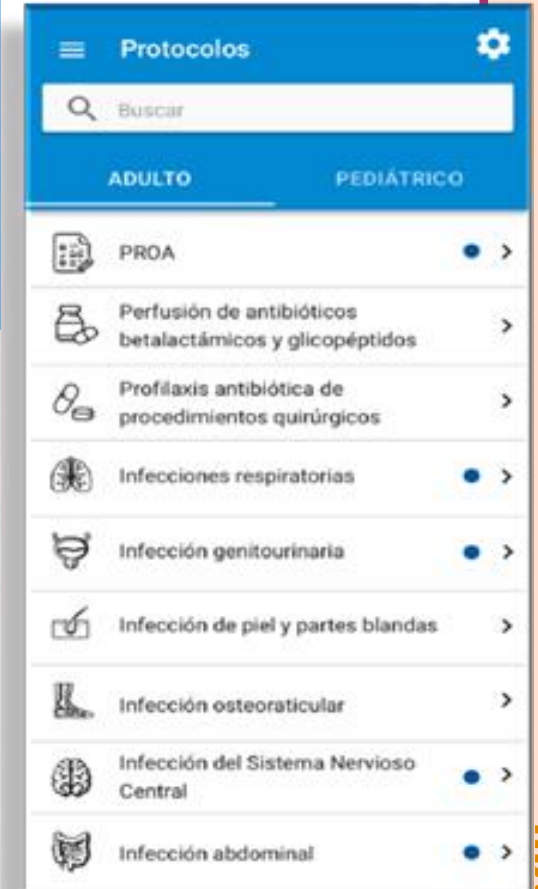 Protocolos
Buscar
ADULTO
PEDIÁTRICO
PROA
Perfusión de antibióticos
betalactámicos y glicopéptidos
Profilaxis antibiótica de
procedimientos quirúrgicos
Infecciones respiratorias
Infección genitourinaria
Infección de piel y partes blandas
Infección osteoraticular
Infección del Sistema Nervioso
Central
Infección abdominal